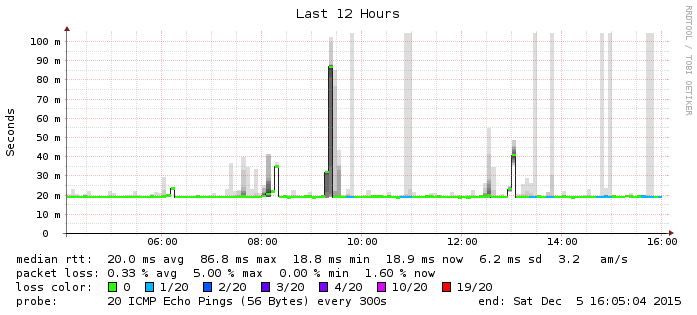 Last 12 Hours
RRDTOOL / TOBI OETIKER
Seconds
100 m
90 m
80 m
70 m
60 m
50 m
40 m
30 m
20 m
10 m
0
06:00 08:00 10:00 12:00 14:00 16:00
median rtt: 20.0 ms avg 86.8 ms max 18.8 ms min 18.9 ms now 6.2 ms sd 3.2 am/s
packet loss: 0.33 % avg 5.00 % max 0.00 % min 1.60 % now
loss color: 0 1/20 2/20 3/20 4/20 10/20 19/20
probe: 20 ICMP Echo Pings (56 Bytes) every 300s end: Sat Dec 5 16:05:04 2015